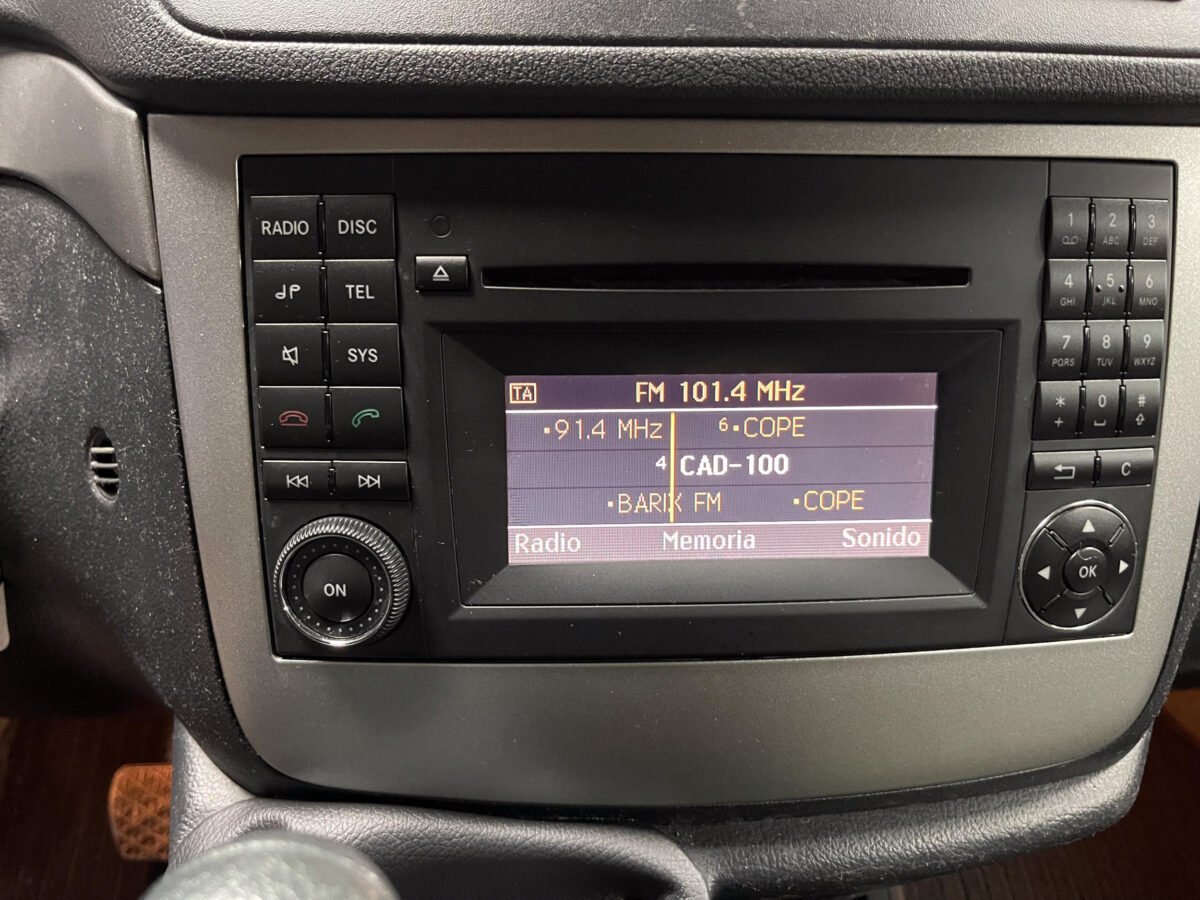 RADIO DISC
TEL
SYS
ON
TA FM 101.4 MHz
•91.4 MHz 6•COPE
4 CAD-100
•BARIX FM •COPE
Radio Memoria Sonido
1 2 ABC 3 DEF
4 GHI 5 JKL 6 MNO
7 PQRS 8 TUV 9 WXYZ
* + 0 #
C
OK